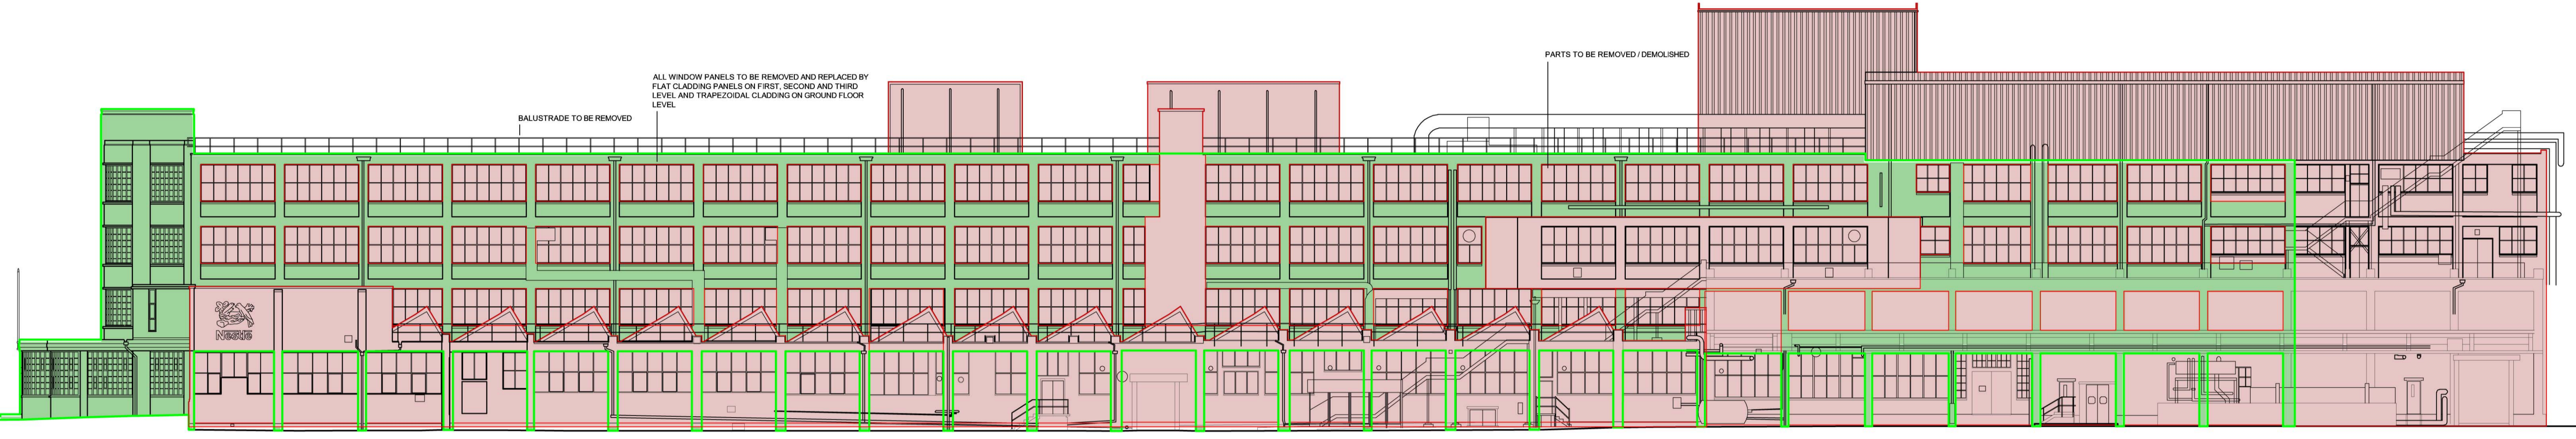 PARTS TO BE REMOVED / DEMOLISHED
ALL WINDOW PANELS TO BE REMOVED AND REPLACED BY
FLAT CLADDING PANELS ON FIRST, SECOND AND THIRD
LEVEL AND TRAPEZOIDAL CLADDING ON GROUND FLOOR
LEVEL
BALUSTRADE TO BE REMOVED
Nestlé